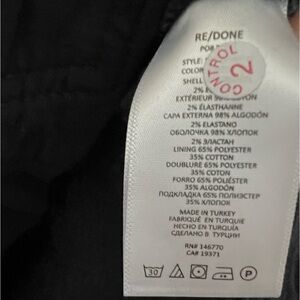 RE/DONE
STYLE
COLOR
SHELL
2% E
EXTÉRIEUR 98% COTON
2% ÉLASTHANNE
CAPA EXTERNA 98% ALGODÓN
2% ELASTANO
ОБОЛОЧКА 98% ХЛОПОК
2% ЭЛАСТАН
LINING 65% POLYESTER
35% COTTON
DOUBLURE 65% POLYESTER
35% COTON
FORRO 65% POLIÉSTER
35% ALGODÓN
ПОДКЛАДКА 65% ПОЛИЭСТЕР
35% ХЛОПОК
MADE IN TURKEY
FABRIQUÉ EN TURQUIE
HECHO EN TURQUÍA
СДЕЛАНО В ТУРЦИИ
RN# 146770
CA# 19371
30
P
CONTROL
2